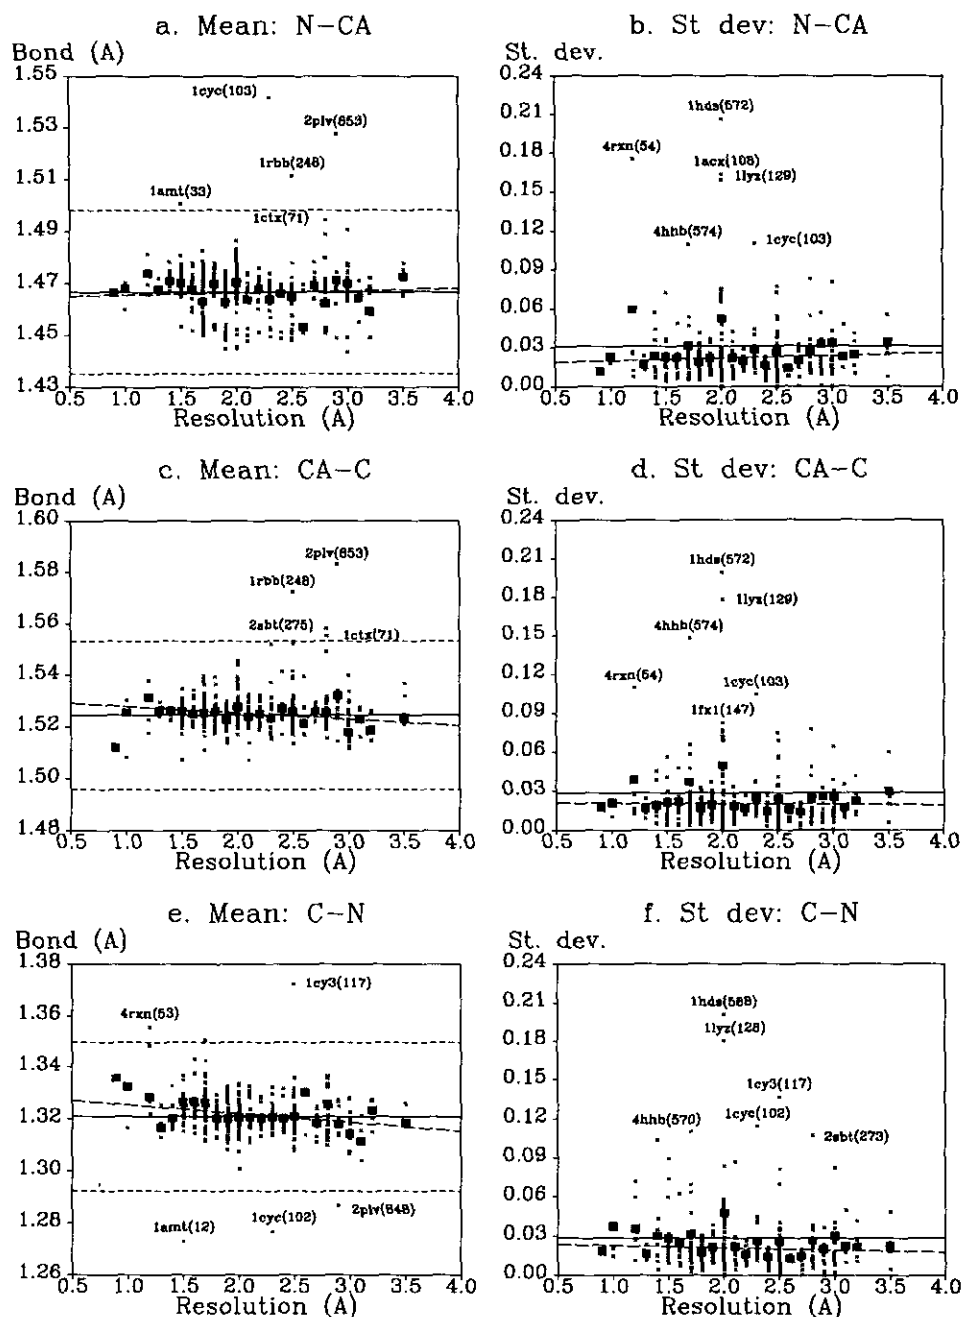 a. Mean: N-CA
Bond (A)
1.55
1.53
1.51
1.49
1.47
1.45
1.43
1cyc(103)
2plv(853)
1rbb(248)
1amt(33)
1ctx(71)
0.5 1.0 1.5 2.0 2.5 3.0 3.5 4.0
Resolution (A)
b. St dev: N-CA
St. dev.
0.24
0.21
0.18
0.15
0.12
0.09
0.06
0.03
0.00
1hds(572)
4rxn(54)
1acx(108)
1lyz(129)
4hhb(574)
1cyc(103)
0.5 1.0 1.5 2.0 2.5 3.0 3.5 4.0
Resolution (A)
c. Mean: CA-C
Bond (A)
1.60
1.58
1.56
1.54
1.52
1.50
1.48
2plv(853)
1rbb(248)
2sbt(275)
1ctx(71)
0.5 1.0 1.5 2.0 2.5 3.0 3.5 4.0
Resolution (A)
d. St dev: CA-C
St. dev.
0.24
0.21
0.18
0.15
0.12
0.09
0.06
0.03
0.00
1hds(572)
1lyz(129)
4hhb(574)
4rxn(54)
1cyc(103)
1fx1(147)
0.5 1.0 1.5 2.0 2.5 3.0 3.5 4.0
Resolution (A)
e. Mean: C-N
Bond (A)
1.38
1.36
1.34
1.32
1.30
1.28
1.26
1cy3(117)
4rxn(53)
1amt(12)
1cyc(102)
2plv(848)
0.5 1.0 1.5 2.0 2.5 3.0 3.5 4.0
Resolution (A)
f. St dev: C-N
St. dev.
0.24
0.21
0.18
0.15
0.12
0.09
0.06
0.03
0.00
1hds(568)
1lyz(128)
1cy3(117)
4hhb(570)
1cyc(102)
2sbt(273)
0.5 1.0 1.5 2.0 2.5 3.0 3.5 4.0
Resolution (A)